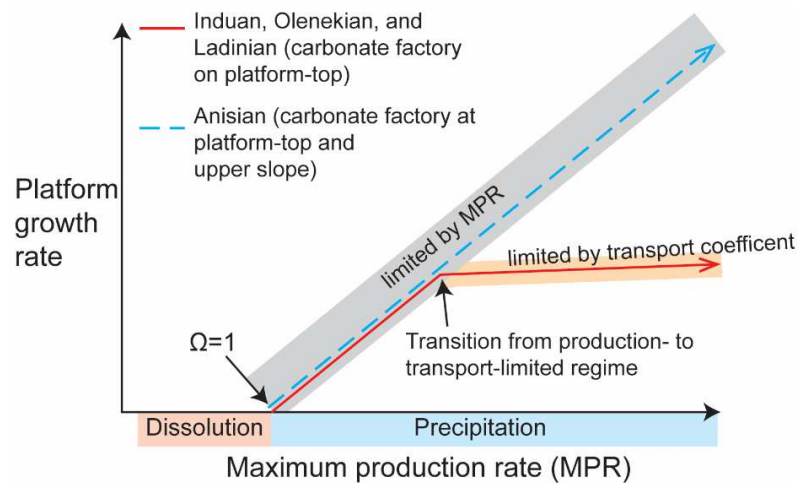 Induan, Olenekian, and
Ladinian (carbonate factory
on platform-top)
Anisian (carbonate factory at
platform-top and
upper slope)
Platform
growth
rate
limited by MPR
limited by transport coefficent
Transition from production- to
transport-limited regime
Ω=1
Dissolution
Precipitation
Maximum production rate (MPR)